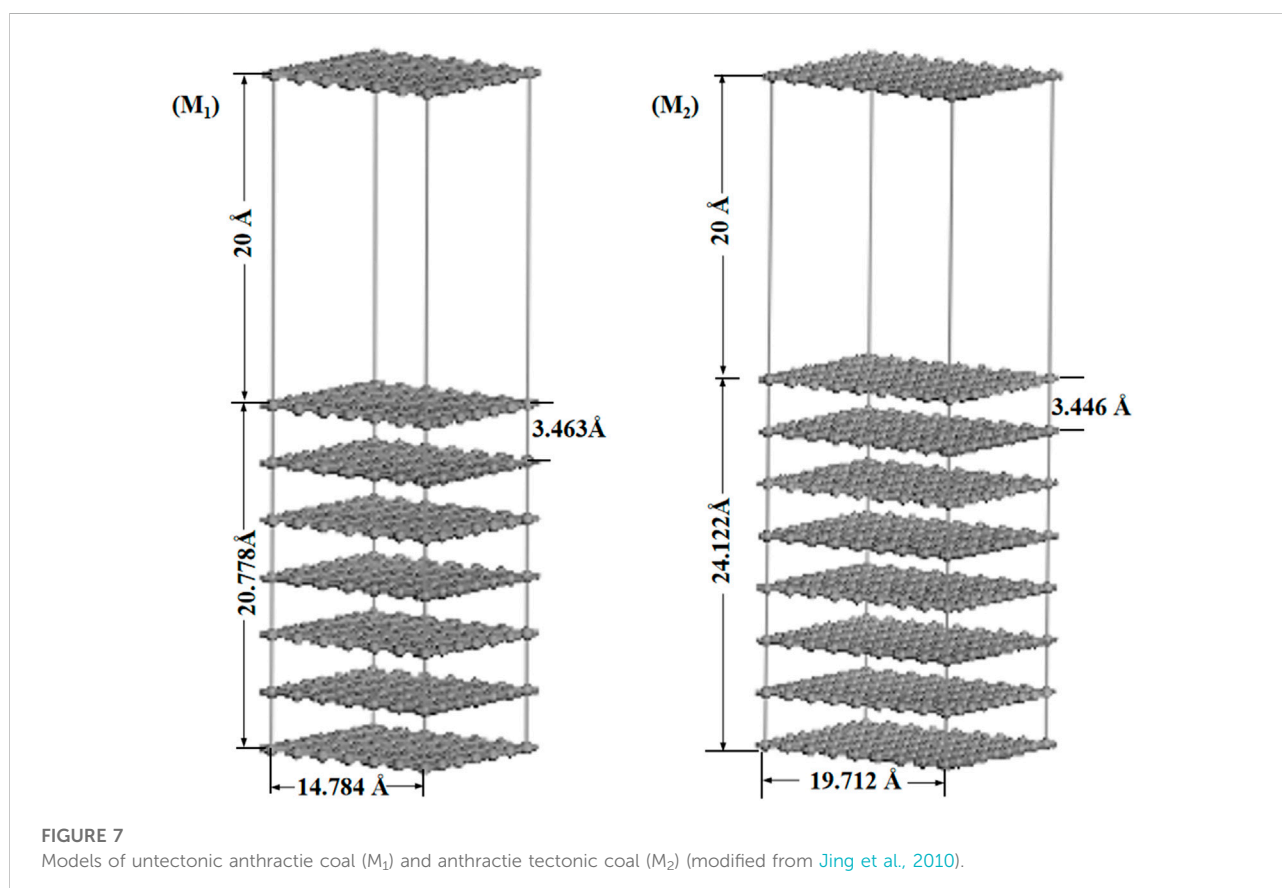 (M₁)
20 Å
3.463Å
20.778Å
14.784 Å
(M₂)
20 Å
3.446 Å
24.122Å
19.712 Å
FIGURE 7
Models of untectonic anthractie coal (M₁) and anthractie tectonic coal (M₂) (modified from Jing et al., 2010).